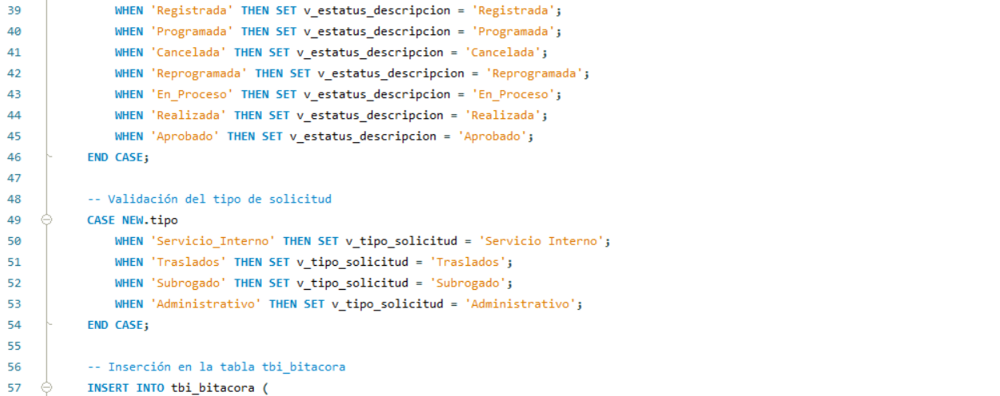 39 WHEN 'Registrada' THEN SET v_estatus_descripcion = 'Registrada';
40 WHEN 'Programada' THEN SET v_estatus_descripcion = 'Programada';
41 WHEN 'Cancelada' THEN SET v_estatus_descripcion = 'Cancelada';
42 WHEN 'Reprogramada' THEN SET v_estatus_descripcion = 'Reprogramada';
43 WHEN 'En_Proceso' THEN SET v_estatus_descripcion = 'En_Proceso';
44 WHEN 'Realizada' THEN SET v_estatus_descripcion = 'Realizada';
45 WHEN 'Aprobado' THEN SET v_estatus_descripcion = 'Aprobado';
46 END CASE;
47
48 -- Validación del tipo de solicitud
49 CASE NEW.tipo
50 WHEN 'Servicio_Interno' THEN SET v_tipo_solicitud = 'Servicio Interno';
51 WHEN 'Traslados' THEN SET v_tipo_solicitud = 'Traslados';
52 WHEN 'Subrogado' THEN SET v_tipo_solicitud = 'Subrogado';
53 WHEN 'Administrativo' THEN SET v_tipo_solicitud = 'Administrativo';
54 END CASE;
55
56 -- Inserción en la tabla tbi_bitacora
57 INSERT INTO tbi_bitacora (